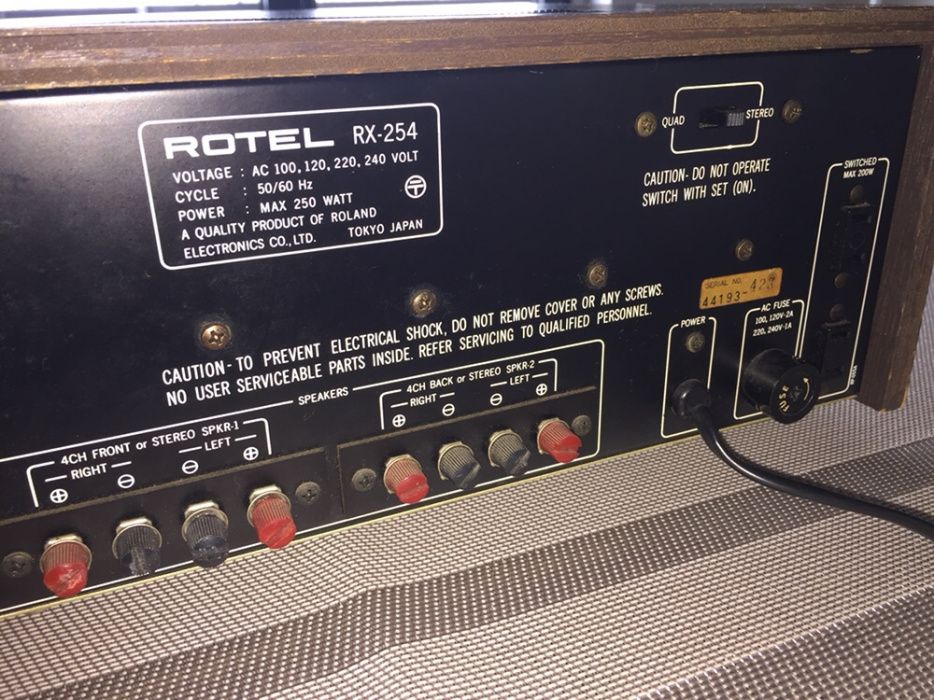 ROTEL RX-254
VOLTAGE : AC 100, 120, 220, 240 VOLT
CYCLE : 50/60 Hz
POWER : MAX 250 WATT
A QUALITY PRODUCT OF ROLAND
ELECTRONICS CO., LTD. TOKYO JAPAN
QUAD STEREO
CAUTION- DO NOT OPERATE
SWITCH WITH SET (ON).
SWITCHED
MAX 200W
SERIAL NO.
44193-423
CAUTION- TO PREVENT ELECTRICAL SHOCK, DO NOT REMOVE COVER OR ANY SCREWS.
NO USER SERVICEABLE PARTS INSIDE. REFER SERVICING TO QUALIFIED PERSONNEL.
POWER
AC FUSE
100, 120V-2A
220, 240V-1A
FUSE
SPEAKERS
4CH FRONT or STEREO SPKR-1
RIGHT LEFT
⊕ ⊖ ⊖ ⊕
4CH BACK or STEREO SPKR-2
RIGHT LEFT
⊕ ⊖ ⊖ ⊕